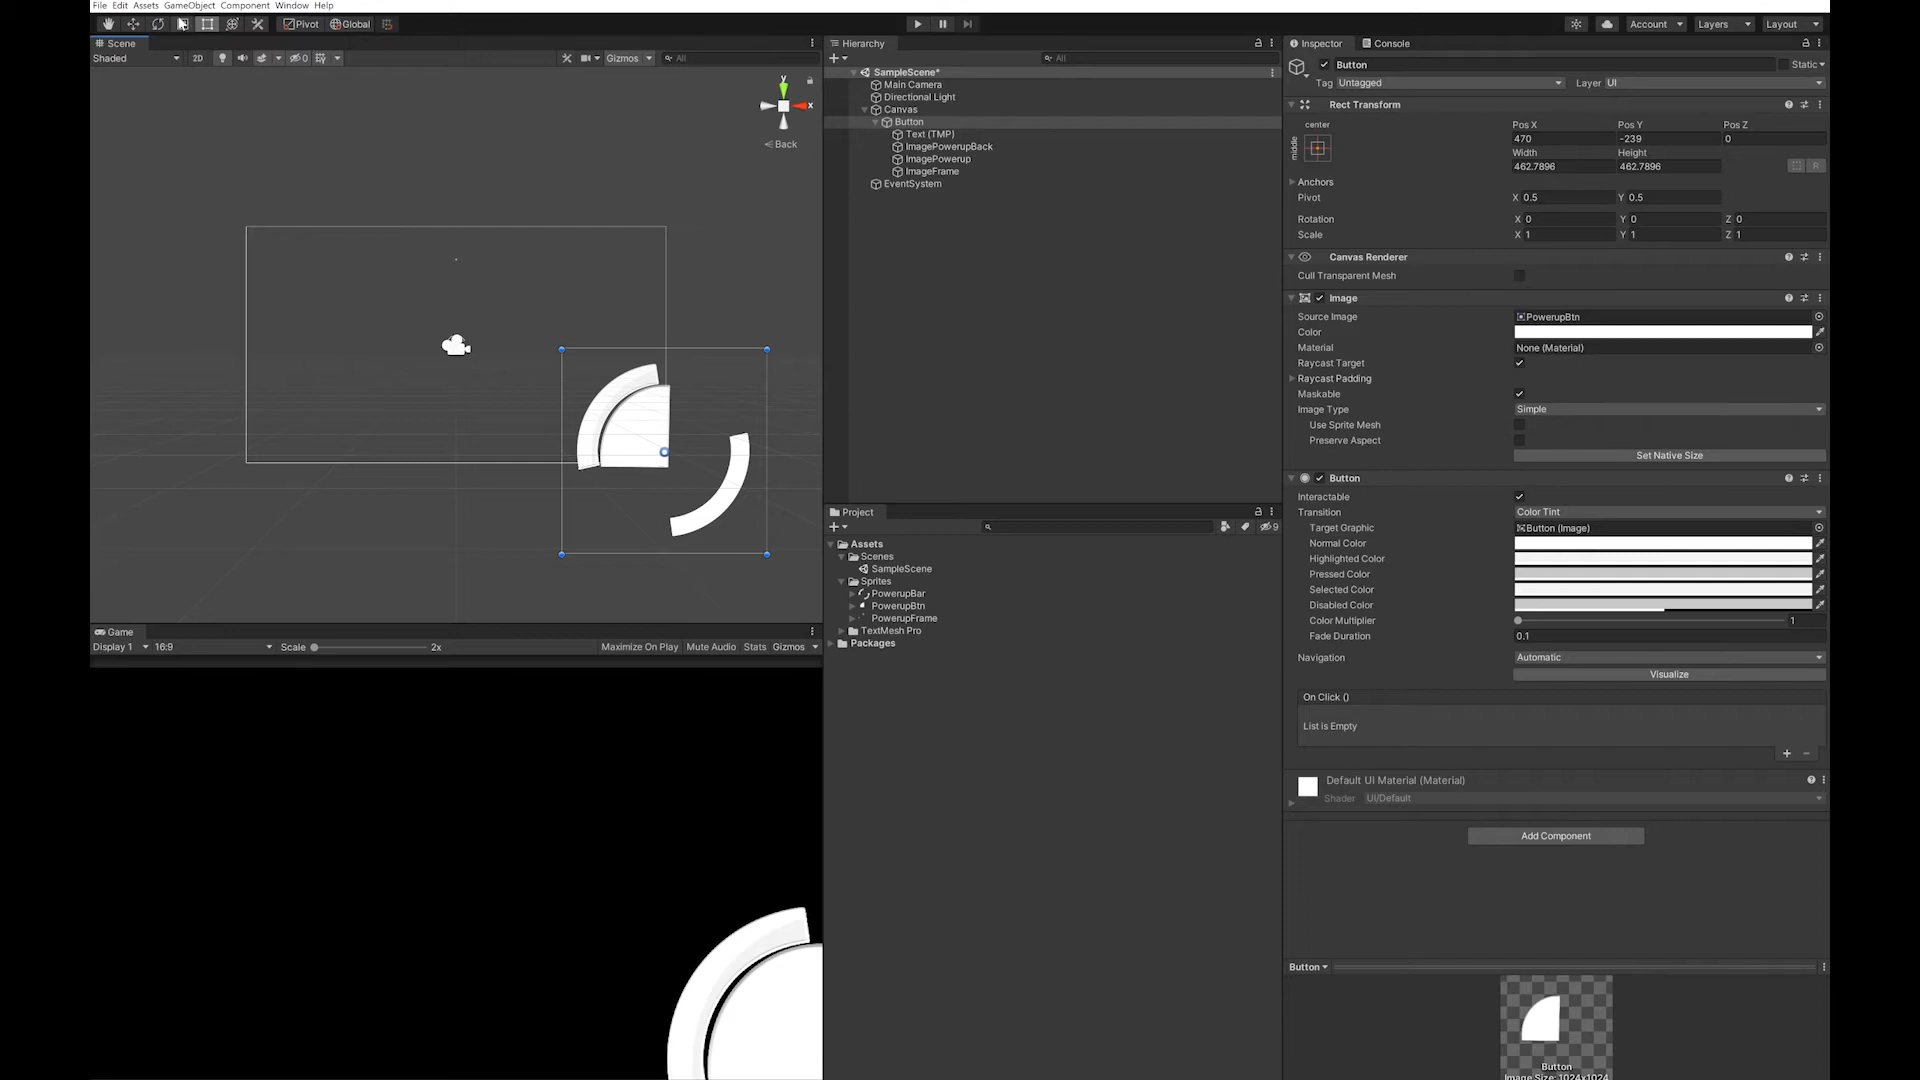 File Edit Assets GameObject Component Window Help
Pivot Global
Account Layers Layout
Scene
Shaded 2D 0 Gizmos All
y
x
Back
Game
Display 1 16:9 Scale 2x Maximize On Play Mute Audio Stats Gizmos
Hierarchy
All
SampleScene*
Main Camera
Directional Light
Canvas
Button
Text (TMP)
ImagePowerupBack
ImagePowerup
ImageFrame
EventSystem
Project
9
Assets
Scenes
SampleScene
Sprites
PowerupBar
PowerupBtn
PowerupFrame
TextMesh Pro
Packages
Inspector Console
Button Static
Tag Untagged Layer UI
Rect Transform
center
middle
Pos X Pos Y Pos Z
470 -239 0
Width Height
462.7896 462.7896
R
Anchors
Pivot X 0.5 Y 0.5
Rotation X 0 Y 0 Z 0
Scale X 1 Y 1 Z 1
Canvas Renderer
Cull Transparent Mesh
Image
Source Image PowerupBtn
Color
Material None (Material)
Raycast Target
Raycast Padding
Maskable
Image Type Simple
Use Sprite Mesh
Preserve Aspect
Set Native Size
Button
Interactable
Transition Color Tint
Target Graphic Button (Image)
Normal Color
Highlighted Color
Pressed Color
Selected Color
Disabled Color
Color Multiplier 1
Fade Duration 0.1
Navigation Automatic
Visualize
On Click ()
List is Empty
Default UI Material (Material)
Shader UI/Default
Add Component
Button
Button
Image Size: 1024x1024